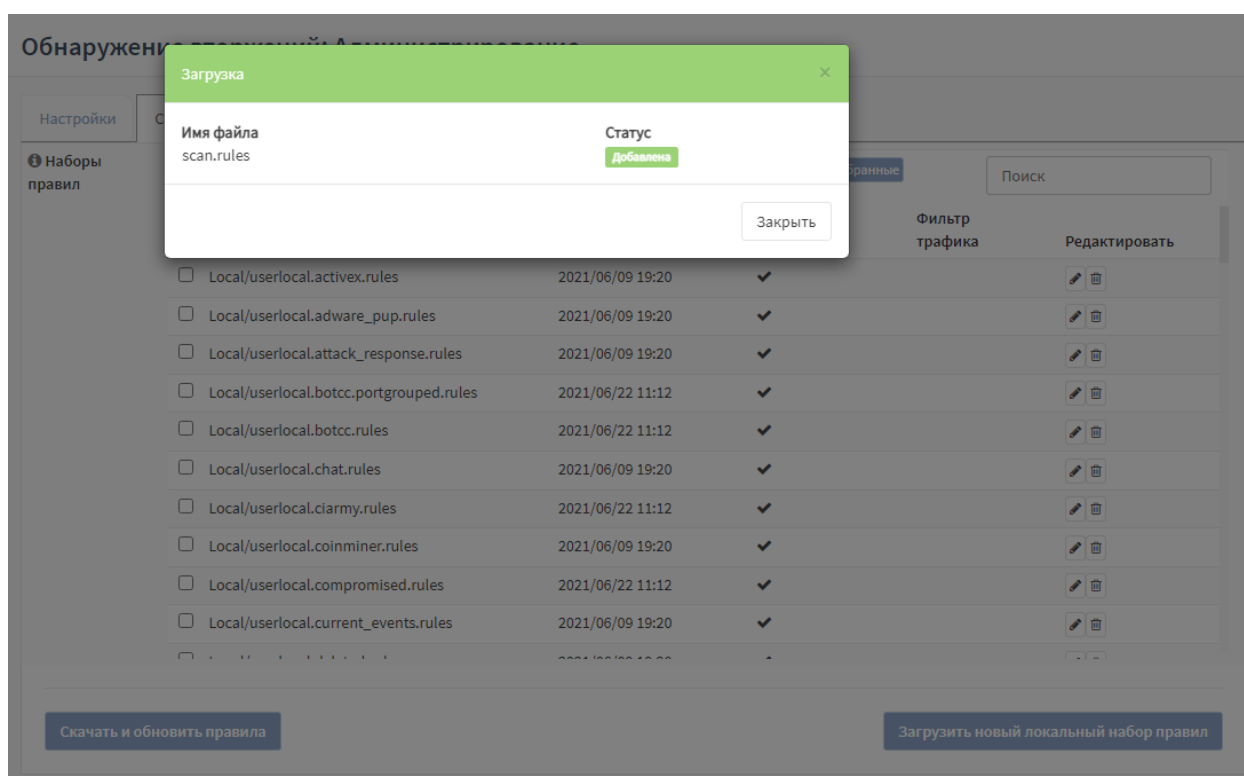 Обнаружение вторжений: Администрирование
Загрузка ×
Настройки С
Имя файла Статус
scan.rules Добавлена
Наборы правил
бранные Поиск
Закрыть
Фильтр трафика Редактировать
Local/userlocal.activex.rules 2021/06/09 19:20
Local/userlocal.adware_pup.rules 2021/06/09 19:20
Local/userlocal.attack_response.rules 2021/06/09 19:20
Local/userlocal.botcc.portgrouped.rules 2021/06/22 11:12
Local/userlocal.botcc.rules 2021/06/22 11:12
Local/userlocal.chat.rules 2021/06/09 19:20
Local/userlocal.ciarmy.rules 2021/06/22 11:12
Local/userlocal.coinminer.rules 2021/06/09 19:20
Local/userlocal.compromised.rules 2021/06/22 11:12
Local/userlocal.current_events.rules 2021/06/09 19:20
Скачать и обновить правила Загрузить новый локальный набор правил